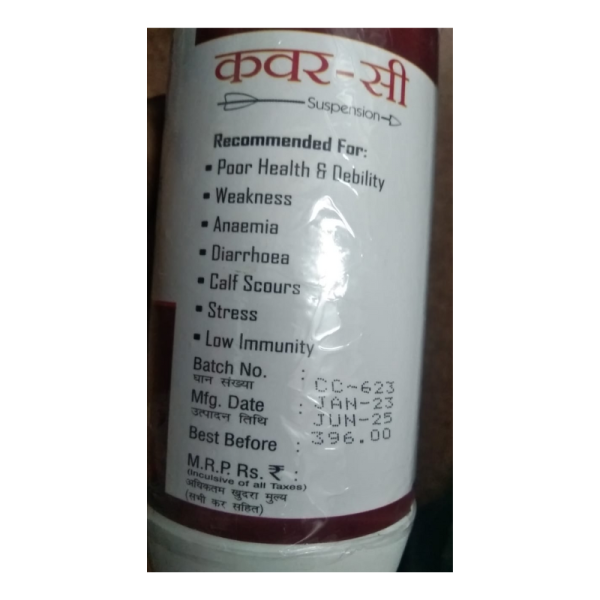 कवर-सी
Suspension
Recommended For:
• Poor Health & Debility
• Weakness
• Anaemia
• Diarrhoea
• Calf Scours
• Stress
• Low Immunity
Batch No. : CC-623
पान संख्या
Mfg. Date : JAN-23
उत्पादन तिथि JUN-25
Best Before : 396.00
M.R.P. Rs. ₹ :
(Inculsive of all Taxes)
अधिकतम खुदरा मुल्य
(सभी कर सहित)